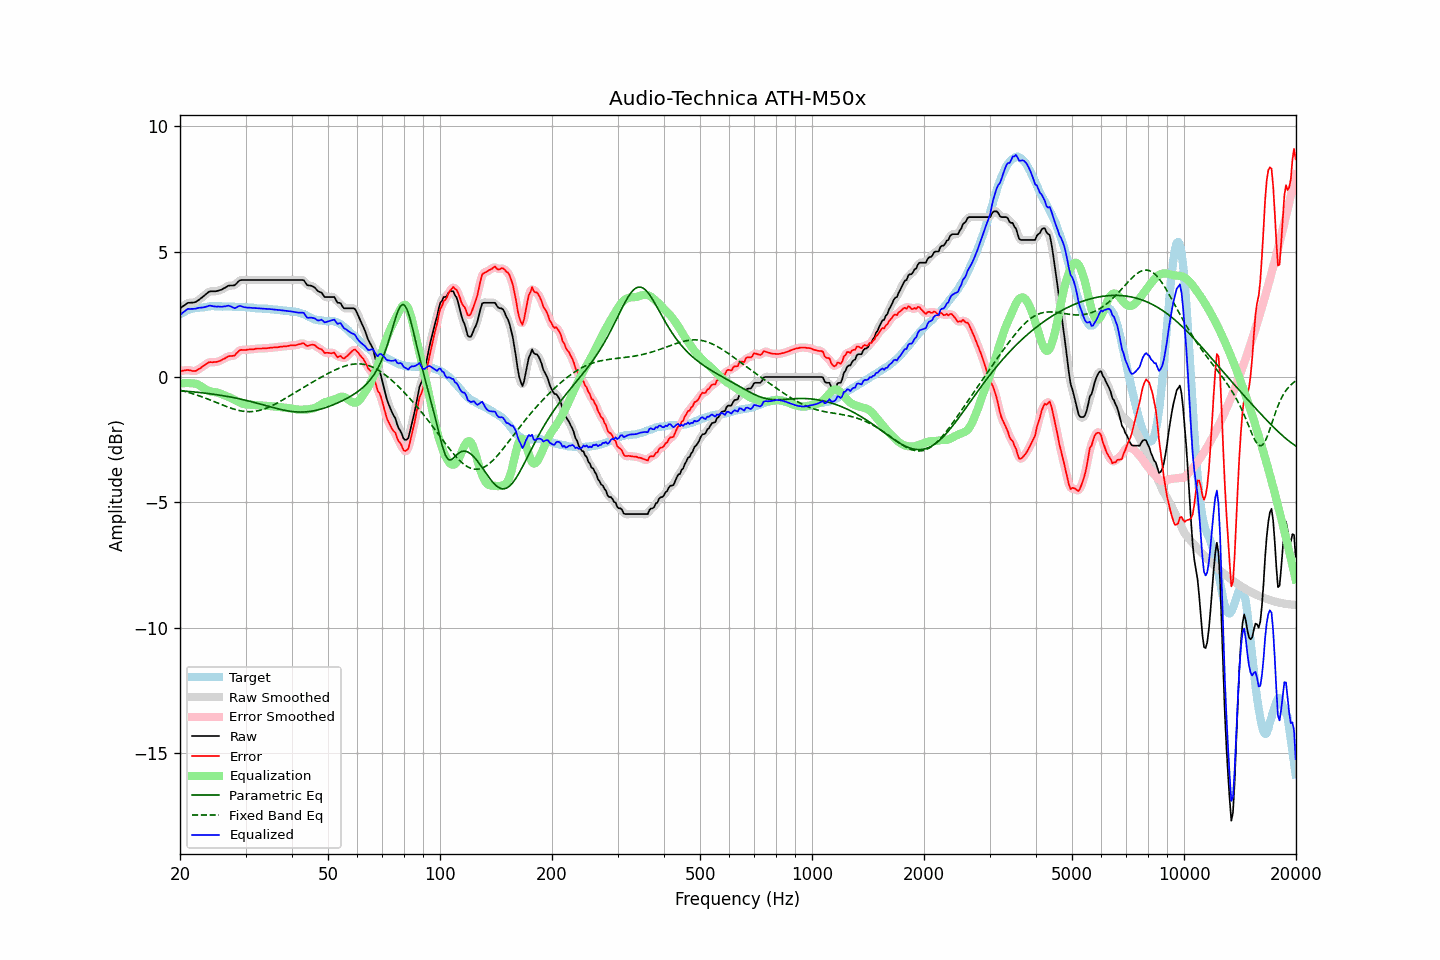 Audio-Technica ATH-M50x
10
5
0
−5
−10
−15
Amplitude (dBr)
Target
Raw Smoothed
Error Smoothed
Raw
Error
Equalization
Parametric Eq
Fixed Band Eq
Equalized
20 50 100 200 500 1000 2000 5000 10000 20000
Frequency (Hz)